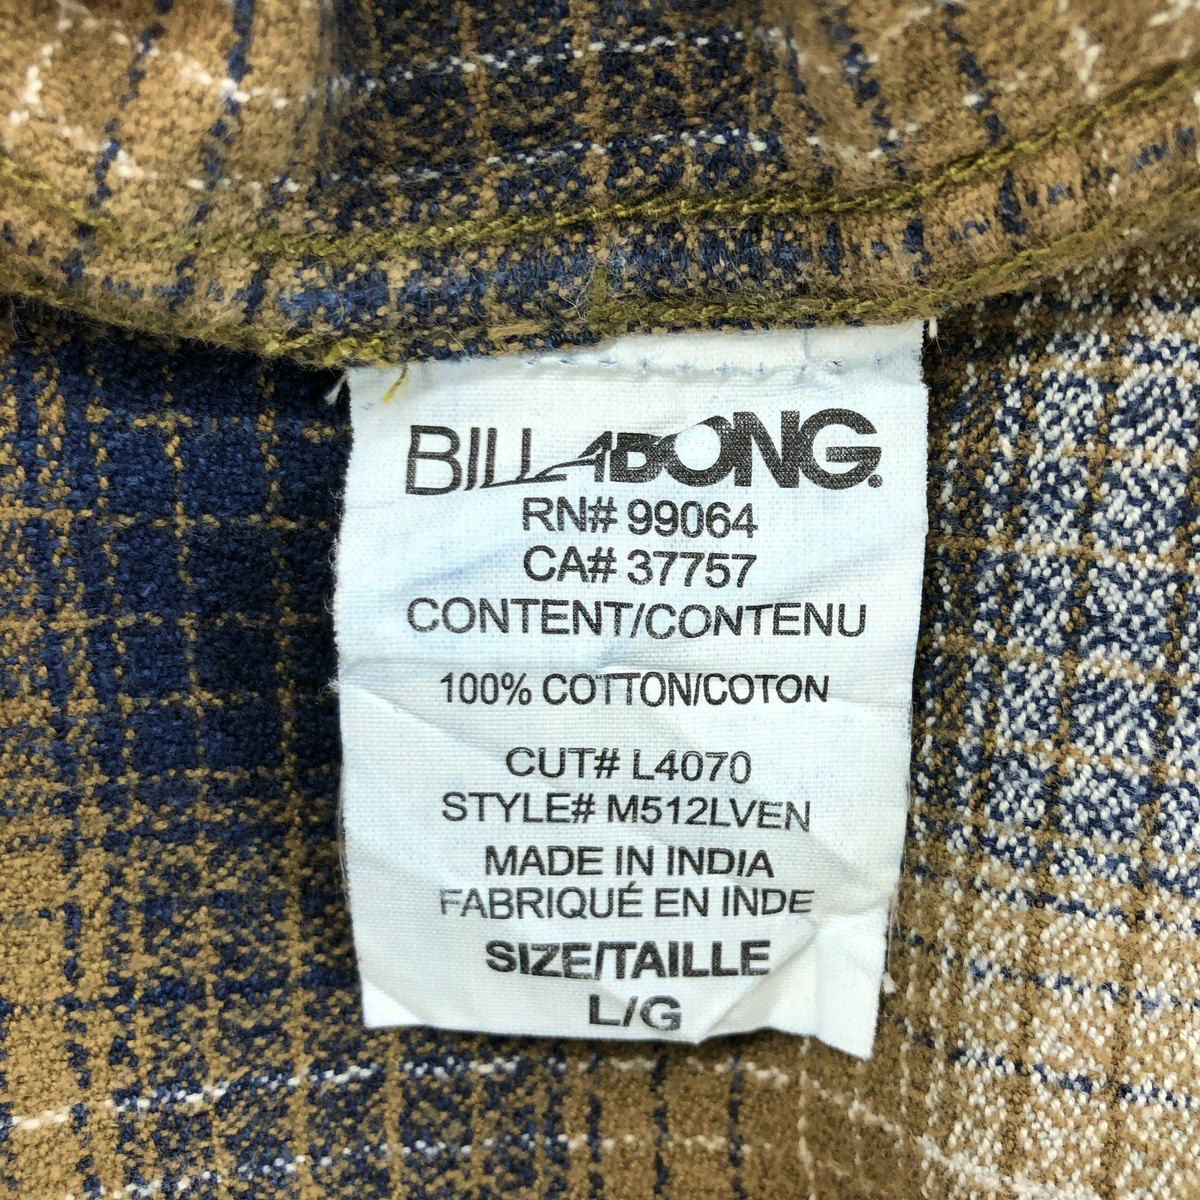 BILLABONG.
RN# 99064
CA# 37757
CONTENT/CONTENU
100% COTTON/COTON
CUT# L4070
STYLE# M512LVEN
MADE IN INDIA
FABRIQUÉ EN INDE
SIZE/TAILLE
L/G